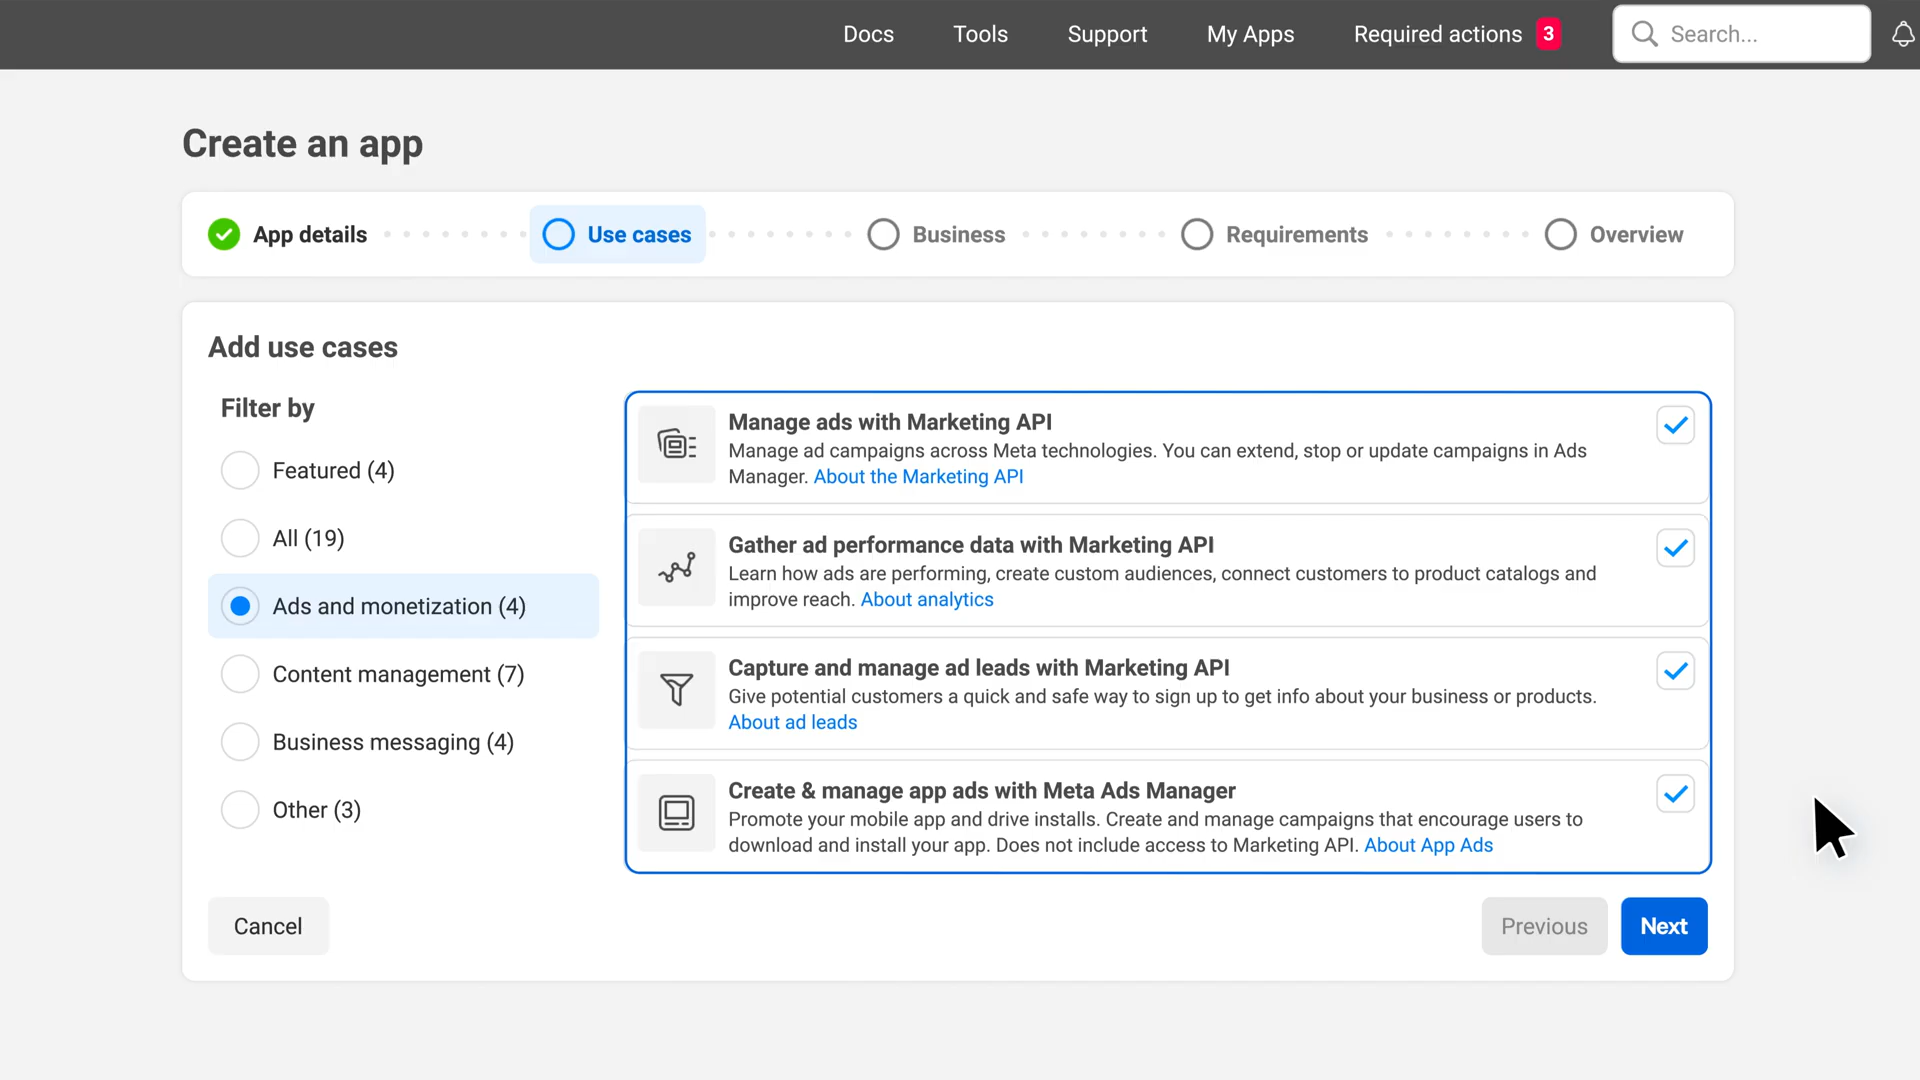 Docs Tools Support My Apps Required actions 3 Search...
Create an app
App details Use cases Business Requirements Overview
Add use cases
Filter by
Featured (4)
All (19)
Ads and monetization (4)
Content management (7)
Business messaging (4)
Other (3)
Manage ads with Marketing API
Manage ad campaigns across Meta technologies. You can extend, stop or update campaigns in Ads
Manager. About the Marketing API
Gather ad performance data with Marketing API
Learn how ads are performing, create custom audiences, connect customers to product catalogs and
improve reach. About analytics
Capture and manage ad leads with Marketing API
Give potential customers a quick and safe way to sign up to get info about your business or products.
About ad leads
Create & manage app ads with Meta Ads Manager
Promote your mobile app and drive installs. Create and manage campaigns that encourage users to
download and install your app. Does not include access to Marketing API. About App Ads
Cancel Previous Next